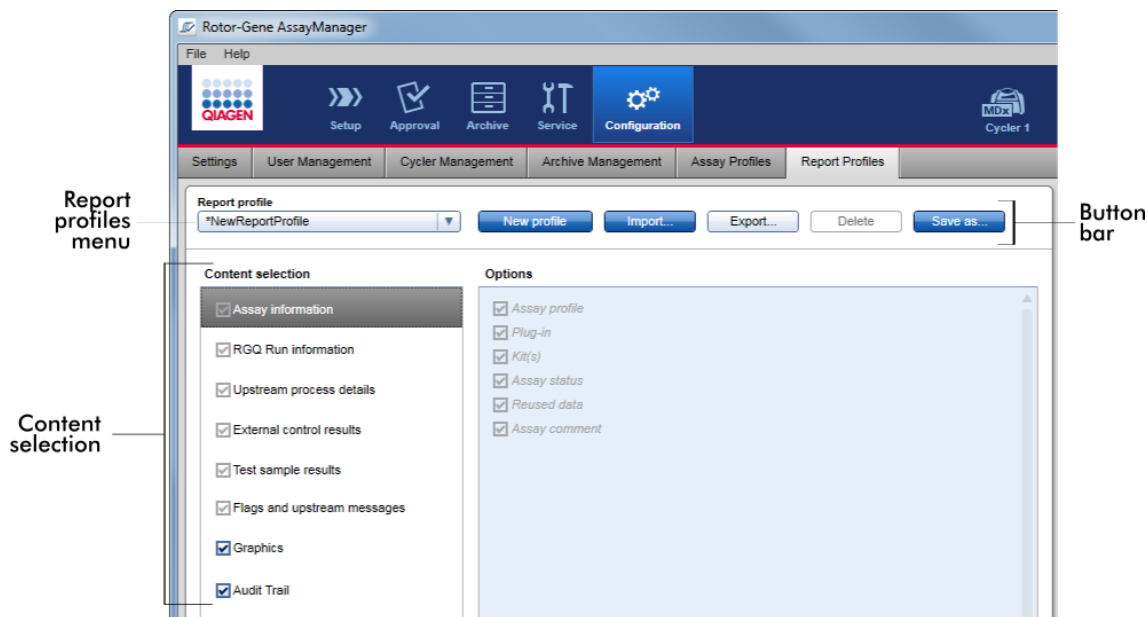 Rotor-Gene AssayManager
File Help
QIAGEN
Setup Approval Archive Service Configuration
MDx
Cycler 1
Settings User Management Cycler Management Archive Management Assay Profiles Report Profiles
Report profiles menu
Report profile
*NewReportProfile New profile Import... Export... Delete Save as...
Button bar
Content selection
Content selection
Assay information
RGQ Run information
Upstream process details
External control results
Test sample results
Flags and upstream messages
Graphics
Audit Trail
Options
Assay profile
Plug-in
Kit(s)
Assay status
Reused data
Assay comment